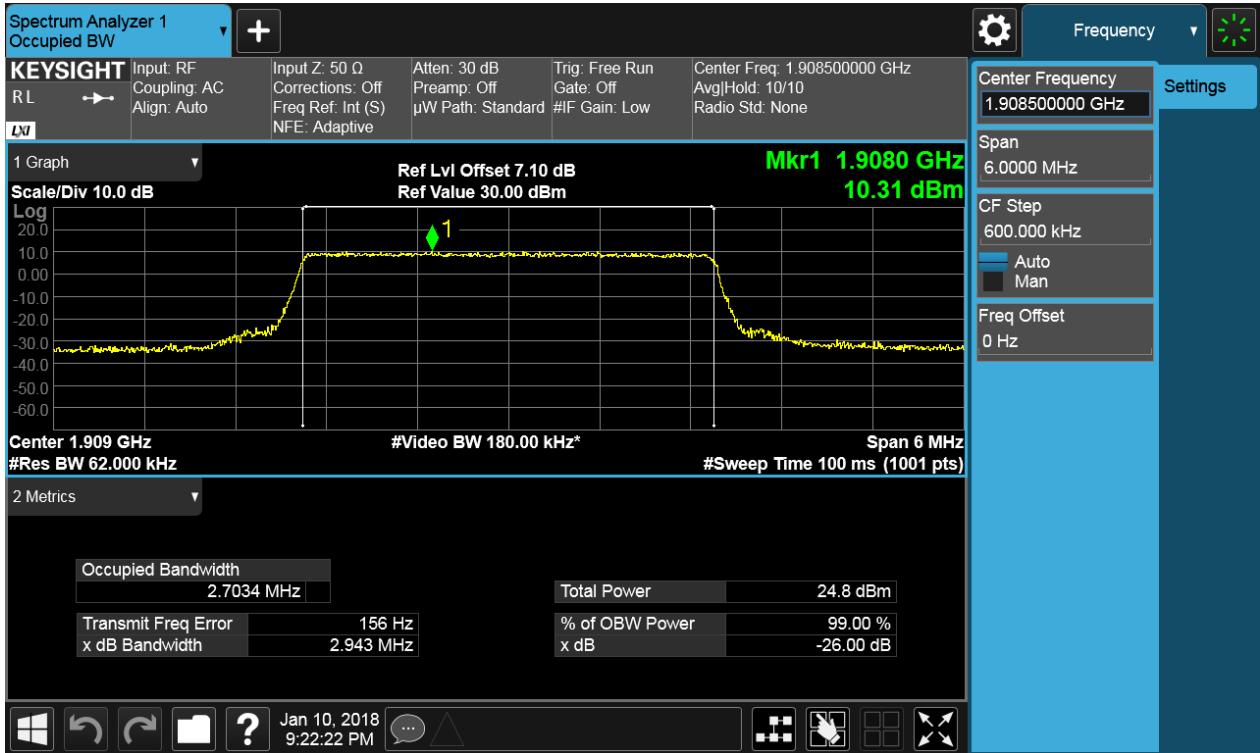 Spectrum Analyzer 1
Occupied BW
Frequency
KEYSIGHT
RL
LXI
Input: RF
Coupling: AC
Align: Auto
Input Z: 50 Ω
Corrections: Off
Freq Ref: Int (S)
NFE: Adaptive
Atten: 30 dB
Preamp: Off
µW Path: Standard
Trig: Free Run
Gate: Off
#IF Gain: Low
Center Freq: 1.908500000 GHz
Avg|Hold: 10/10
Radio Std: None
Center Frequency
1.908500000 GHz
Settings
Span
6.0000 MHz
CF Step
600.000 kHz
Auto
Man
Freq Offset
0 Hz
1 Graph
Scale/Div 10.0 dB
Ref Lvl Offset 7.10 dB
Ref Value 30.00 dBm
Mkr1 1.9080 GHz
10.31 dBm
Log
20.0
10.0
0.00
-10.0
-20.0
-30.0
-40.0
-50.0
-60.0
1
Center 1.909 GHz
#Video BW 180.00 kHz*
Span 6 MHz
#Res BW 62.000 kHz
#Sweep Time 100 ms (1001 pts)
2 Metrics
Occupied Bandwidth
2.7034 MHz
Total Power 24.8 dBm
Transmit Freq Error 156 Hz
% of OBW Power 99.00 %
x dB Bandwidth 2.943 MHz
x dB -26.00 dB
?
Jan 10, 2018
9:22:22 PM